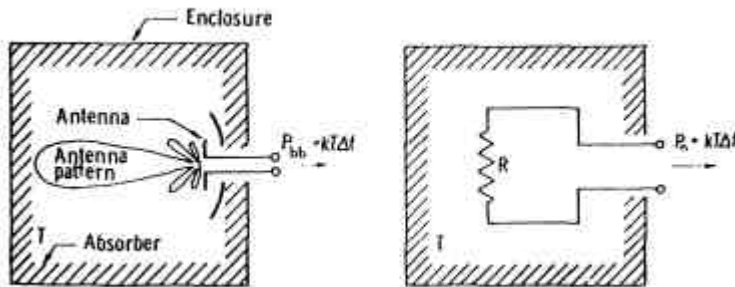 Enclosure
Antenna
P_bb = kTΔf
Antenna
pattern
T
Absorber
R
P_n = kTΔf
T